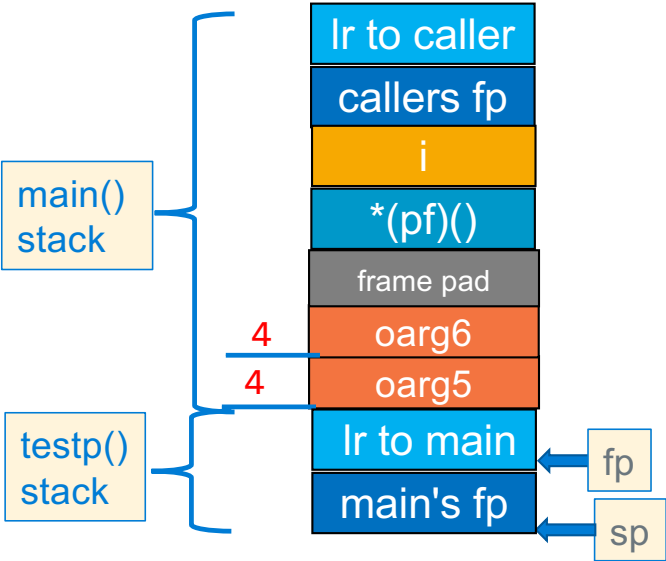 lr to caller
callers fp
i
main()
stack
*(pf)()
frame pad
4
oarg6
4
oarg5
testp()
stack
lr to main
fp
main's fp
sp